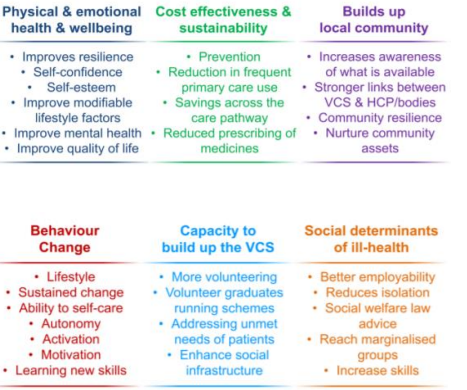 Physical & emotional
health & wellbeing
• Improves resilience
• Self-confidence
• Self-esteem
• Improve modifiable
lifestyle factors
• Improve mental health
• Improve quality of life
Cost effectiveness &
sustainability
• Prevention
• Reduction in frequent
primary care use
• Savings across the
care pathway
• Reduced prescribing of
medicines
Builds up
local community
• Increases awareness
of what is available
• Stronger links between
VCS & HCP/bodies
• Community resilience
• Nurture community
assets
Behaviour
Change
• Lifestyle
• Sustained change
• Ability to self-care
• Autonomy
• Activation
• Motivation
• Learning new skills
Capacity to
build up the VCS
• More volunteering
• Volunteer graduates
running schemes
• Addressing unmet
needs of patients
• Enhance social
infrastructure
Social determinants
of ill-health
• Better employability
• Reduces isolation
• Social welfare law
advice
• Reach marginalised
groups
• Increase skills